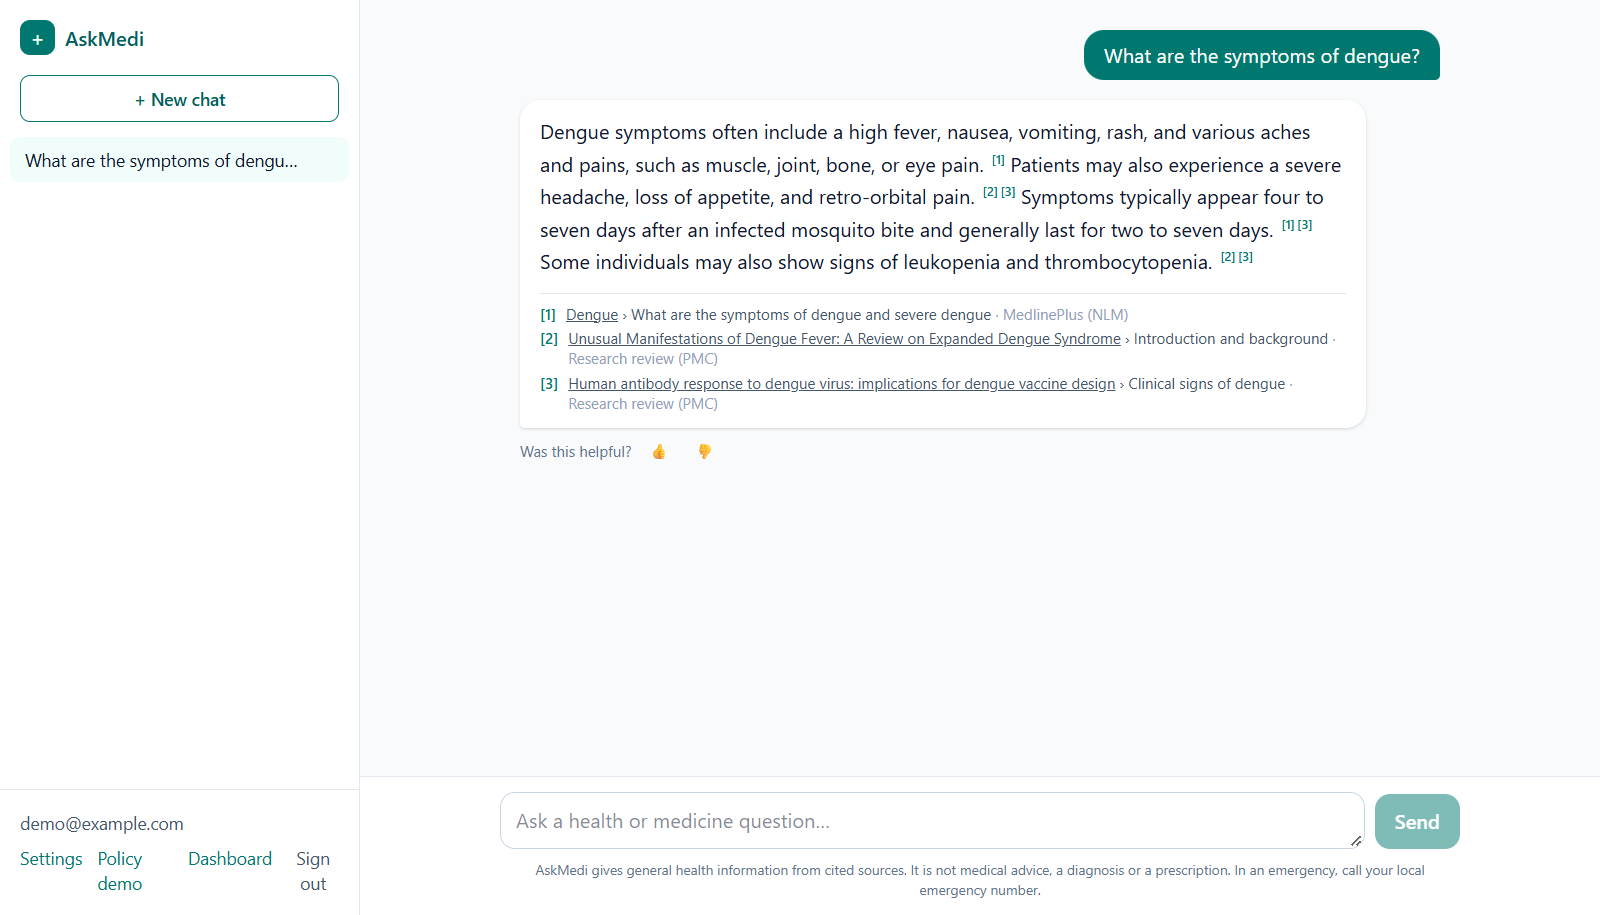 + AskMedi
+ New chat
What are the symptoms of dengu...
What are the symptoms of dengue?
Dengue symptoms often include a high fever, nausea, vomiting, rash, and various aches
and pains, such as muscle, joint, bone, or eye pain. [1] Patients may also experience a severe
headache, loss of appetite, and retro-orbital pain. [2] [3] Symptoms typically appear four to
seven days after an infected mosquito bite and generally last for two to seven days. [1] [3]
Some individuals may also show signs of leukopenia and thrombocytopenia. [2] [3]
[1] Dengue › What are the symptoms of dengue and severe dengue · MedlinePlus (NLM)
[2] Unusual Manifestations of Dengue Fever: A Review on Expanded Dengue Syndrome › Introduction and background ·
Research review (PMC)
[3] Human antibody response to dengue virus: implications for dengue vaccine design › Clinical signs of dengue ·
Research review (PMC)
Was this helpful? 👍 👎
Ask a health or medicine question...
Send
AskMedi gives general health information from cited sources. It is not medical advice, a diagnosis or a prescription. In an emergency, call your local
emergency number.
demo@example.com
Settings Policy demo Dashboard Sign out